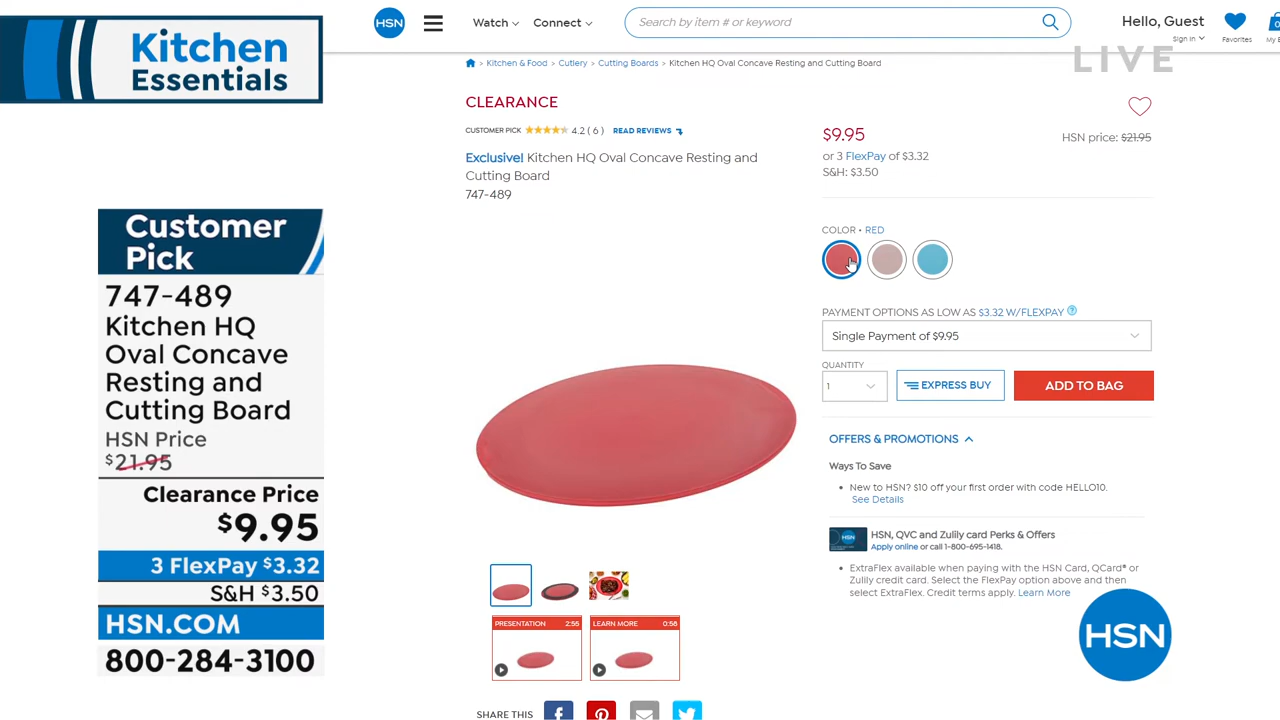 Kitchen
Essentials
HSN
Watch
Connect
Search by item # or keyword
Hello, Guest
Sign In
Favorites
0
LIVE
> Kitchen & Food > Cutlery > Cutting Boards > Kitchen HQ Oval Concave Resting and Cutting Board
CLEARANCE
CUSTOMER PICK 4.2 ( 6 ) READ REVIEWS
Exclusive! Kitchen HQ Oval Concave Resting and
Cutting Board
747-489
$9.95
HSN price: $21.95
or 3 FlexPay of $3.32
S&H: $3.50
COLOR • RED
PAYMENT OPTIONS AS LOW AS $3.32 W/FLEXPAY ?
Single Payment of $9.95
QUANTITY
1
EXPRESS BUY
ADD TO BAG
OFFERS & PROMOTIONS
Ways To Save
• New to HSN? $10 off your first order with code HELLO10.
See Details
HSN
HSN, QVC and Zulily card Perks & Offers
Apply online or call 1-800-695-1418.
• ExtraFlex available when paying with the HSN Card, QCard® or
Zulily credit card. Select the FlexPay option above and then
select ExtraFlex. Credit terms apply. Learn More
PRESENTATION 2:55
LEARN MORE 0:58
SHARE THIS
Customer
Pick
747-489
Kitchen HQ
Oval Concave
Resting and
Cutting Board
HSN Price
$21.95
Clearance Price
$9.95
3 FlexPay $3.32
S&H $3.50
HSN.COM
800-284-3100
HSN